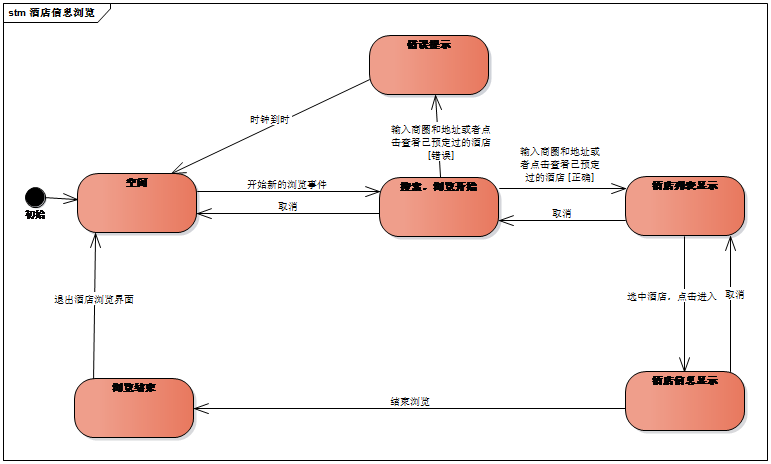 stm 酒店信息浏览
错误提示
时钟到时
输入商圈和地址或者点
击查看已预定过的酒店
[错误]
输入商圈和地址或
者点击查看已预定
过的酒店 [正确]
空闲
开始新的浏览事件
搜索，浏览开始
酒店列表显示
初始
取消
取消
退出酒店浏览界面
选中酒店，点击进入
取消
浏览结束
结束浏览
酒店信息显示